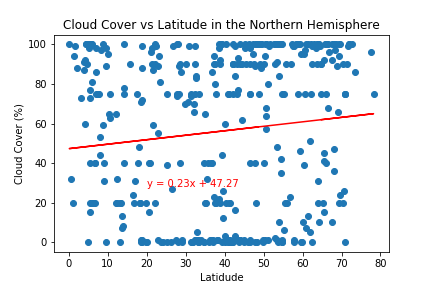 Cloud Cover vs Latitude in the Northern Hemisphere
100
80
60
40
20
0
Cloud Cover (%)
y = 0.23x + 47.27
0 10 20 30 40 50 60 70 80
Latidude